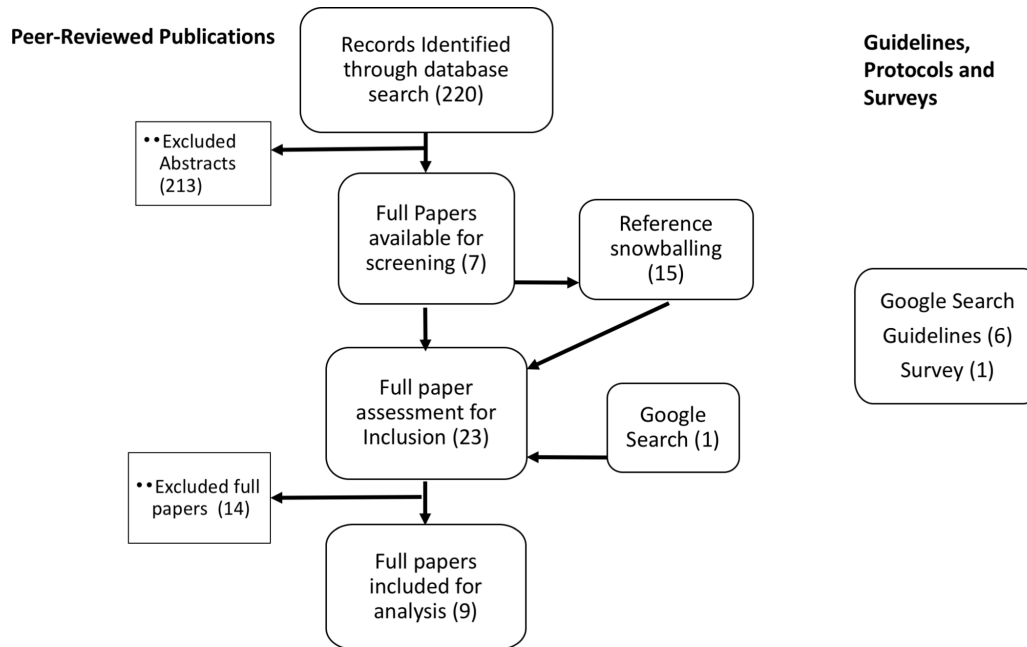 Peer-Reviewed Publications
Records Identified
through database
search (220)
Guidelines,
Protocols and
Surveys
••Excluded
Abstracts
(213)
Full Papers
available for
screening (7)
Reference
snowballing
(15)
Google Search
Guidelines (6)
Survey (1)
Full paper
assessment for
Inclusion (23)
Google
Search (1)
••Excluded full
papers (14)
Full papers
included for
analysis (9)